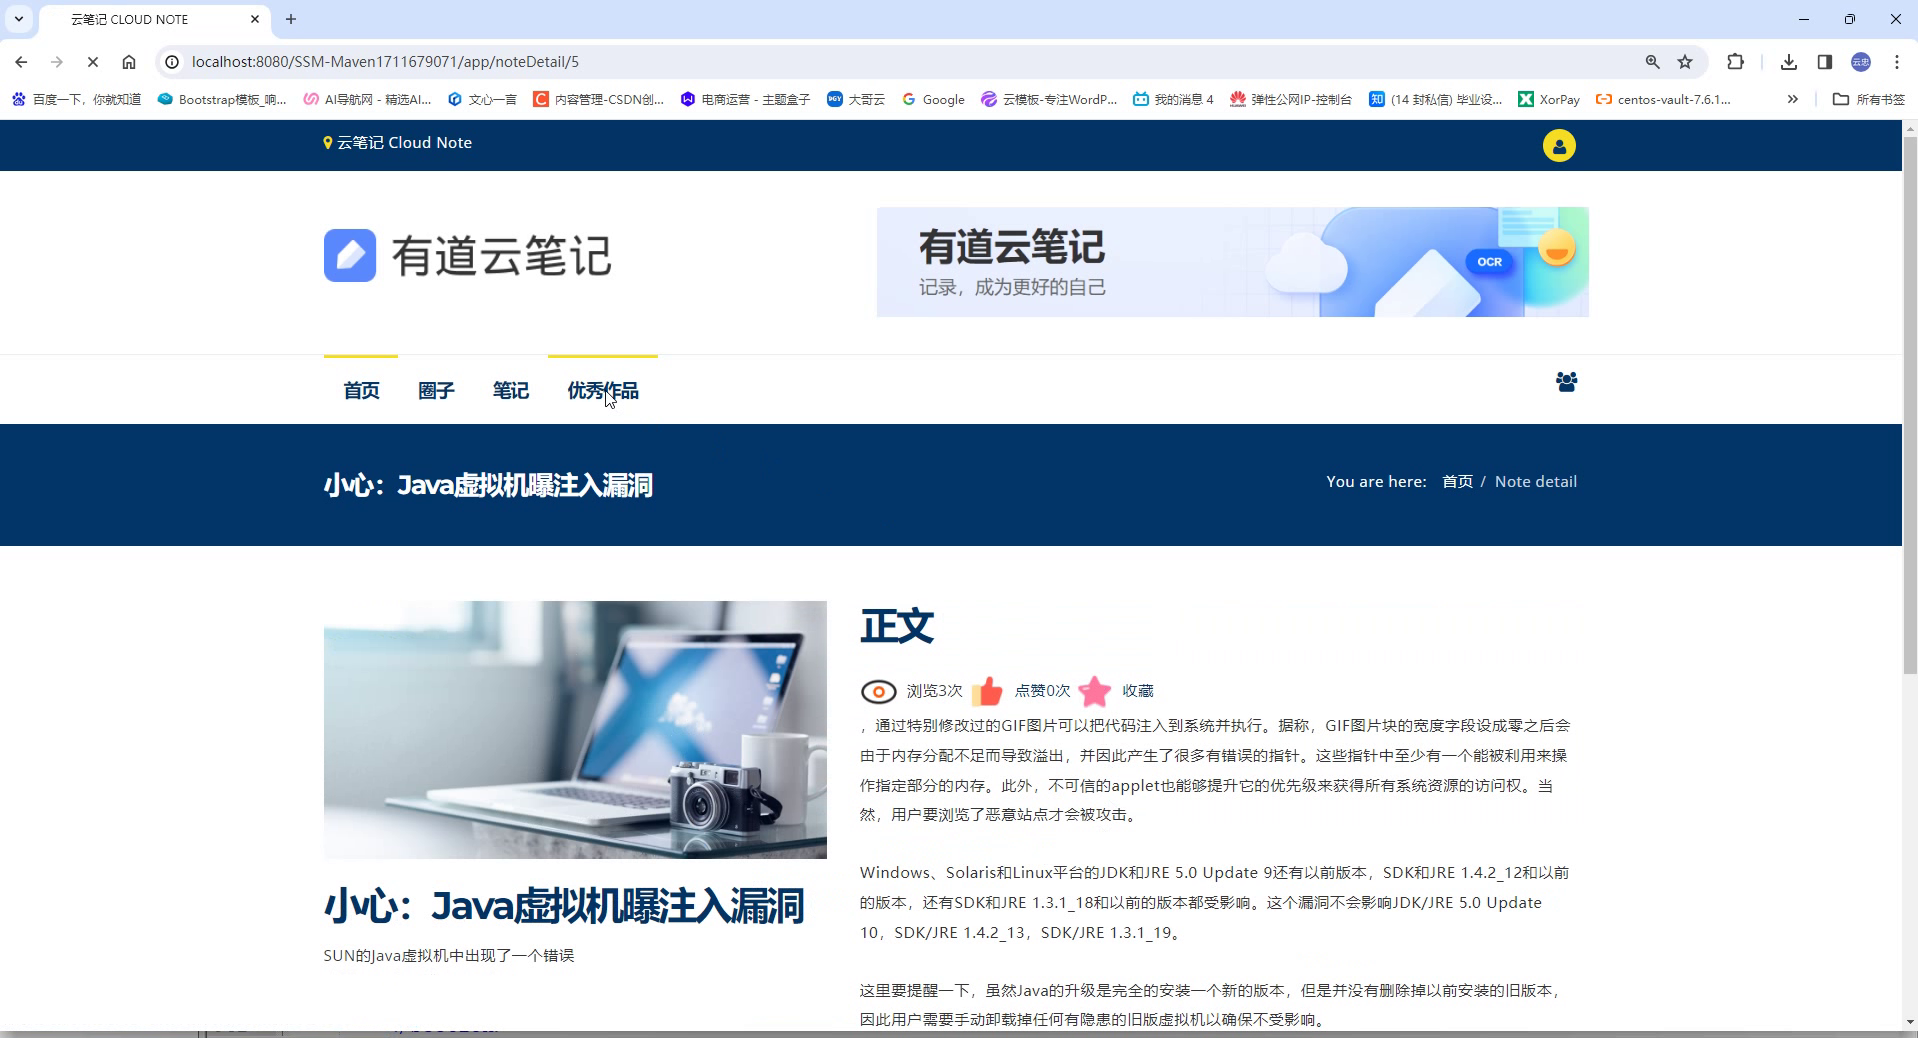 云笔记 CLOUD NOTE
localhost:8080/SSM-Maven1711679071/app/noteDetail/5
云忠
百度一下，你就知道
Bootstrap模板_响...
AI导航网 - 精选AI...
文心一言
内容管理-CSDN创...
电商运营 - 主题盒子
DGY 大哥云
Google
云模板-专注WordP...
我的消息 4
弹性公网IP-控制台
知 (14 封私信) 毕业设...
XorPay
centos-vault-7.6.1...
所有书签
云笔记 Cloud Note
有道云笔记
有道云笔记
记录，成为更好的自己
OCR
首页 圈子 笔记 优秀作品
小心：Java虚拟机曝注入漏洞
You are here: 首页 / Note detail
正文
浏览3次 点赞0次 收藏
，通过特别修改过的GIF图片可以把代码注入到系统并执行。据称，GIF图片块的宽度字段设成零之后会
由于内存分配不足而导致溢出，并因此产生了很多有错误的指针。这些指针中至少有一个能被利用来操
作指定部分的内存。此外，不可信的applet也能够提升它的优先级来获得所有系统资源的访问权。当
然，用户要浏览了恶意站点才会被攻击。
Windows、Solaris和Linux平台的JDK和JRE 5.0 Update 9还有以前版本，SDK和JRE 1.4.2_12和以前
的版本，还有SDK和JRE 1.3.1_18和以前的版本都受影响。这个漏洞不会影响JDK/JRE 5.0 Update
10，SDK/JRE 1.4.2_13，SDK/JRE 1.3.1_19。
这里要提醒一下，虽然Java的升级是完全的安装一个新的版本，但是并没有删除掉以前安装的旧版本，
因此用户需要手动卸载掉任何有隐患的旧版虚拟机以确保不受影响。
小心：Java虚拟机曝注入漏洞
SUN的Java虚拟机中出现了一个错误